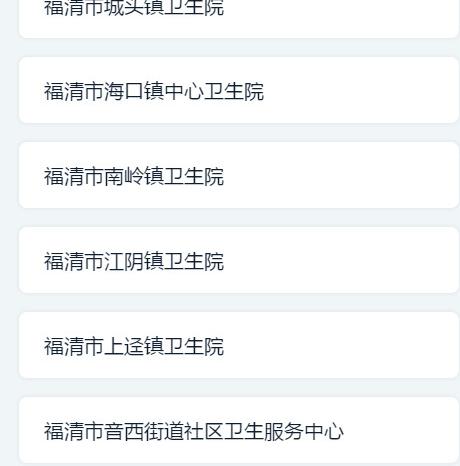 福清市城头镇卫生院
福清市海口镇中心卫生院
福清市南岭镇卫生院
福清市江阴镇卫生院
福清市上迳镇卫生院
福清市音西街道社区卫生服务中心